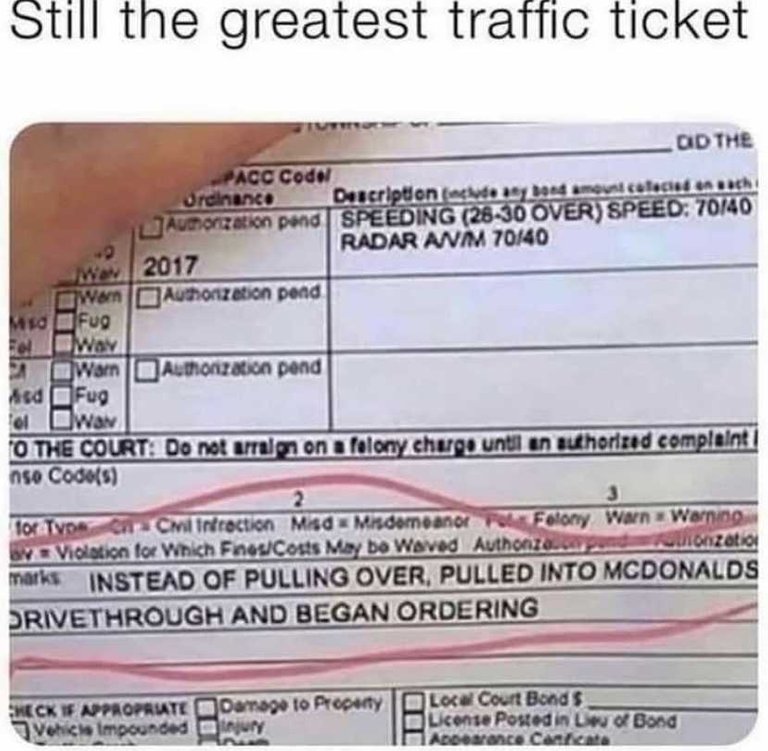 Still the greatest traffic ticket
DID THE
PACC Code/
Ordinance
Description (include any bond amount collected on each
Authorization pend
SPEEDING (26-30 OVER) SPEED: 70/40
RADAR A/V/M 70/40
Waiv
2017
Warn
Authorization pend
Misd
Fug
Fel
Waiv
Warn
Authorization pend
Misd
Fug
Fel
Waiv
O THE COURT: Do not arraign on a felony charge until an authorized complaint
nse Code(s)
2
3
for Type Misd = Misdemeanor Felony Warn = Warning
= Violation for Which Fines/Costs May be Waived
marks INSTEAD OF PULLING OVER, PULLED INTO MCDONALDS
DRIVETHROUGH AND BEGAN ORDERING
HECK IF APPROPRIATE
Damage to Property
Local Court Bond $
Vehicle Impounded
Injury
License Posted in Lieu of Bond
Appearance Certificate